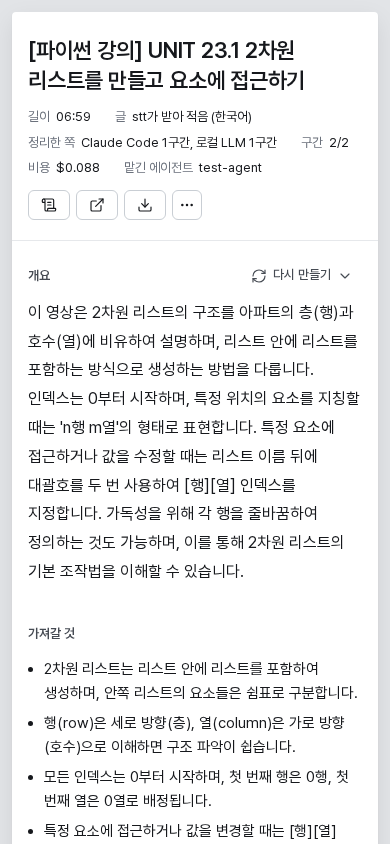 [파이썬 강의] UNIT 23.1 2차원
리스트를 만들고 요소에 접근하기
길이 06:59 글 stt가 받아 적음 (한국어)
정리한 쪽 Claude Code 1구간, 로컬 LLM 1구간 구간 2/2
비용 $0.088 맡긴 에이전트 test-agent
개요 다시 만들기
이 영상은 2차원 리스트의 구조를 아파트의 층(행)과
호수(열)에 비유하여 설명하며, 리스트 안에 리스트를
포함하는 방식으로 생성하는 방법을 다룹니다.
인덱스는 0부터 시작하며, 특정 위치의 요소를 지칭할
때는 'n행 m열'의 형태로 표현합니다. 특정 요소에
접근하거나 값을 수정할 때는 리스트 이름 뒤에
대괄호를 두 번 사용하여 [행][열] 인덱스를
지정합니다. 가독성을 위해 각 행을 줄바꿈하여
정의하는 것도 가능하며, 이를 통해 2차원 리스트의
기본 조작법을 이해할 수 있습니다.
가져갈 것
• 2차원 리스트는 리스트 안에 리스트를 포함하여
생성하며, 안쪽 리스트의 요소들은 쉼표로 구분합니다.
• 행(row)은 세로 방향(층), 열(column)은 가로 방향
(호수)으로 이해하면 구조 파악이 쉽습니다.
• 모든 인덱스는 0부터 시작하며, 첫 번째 행은 0행, 첫
번째 열은 0열로 배정됩니다.
• 특정 요소에 접근하거나 값을 변경할 때는 [행][열]